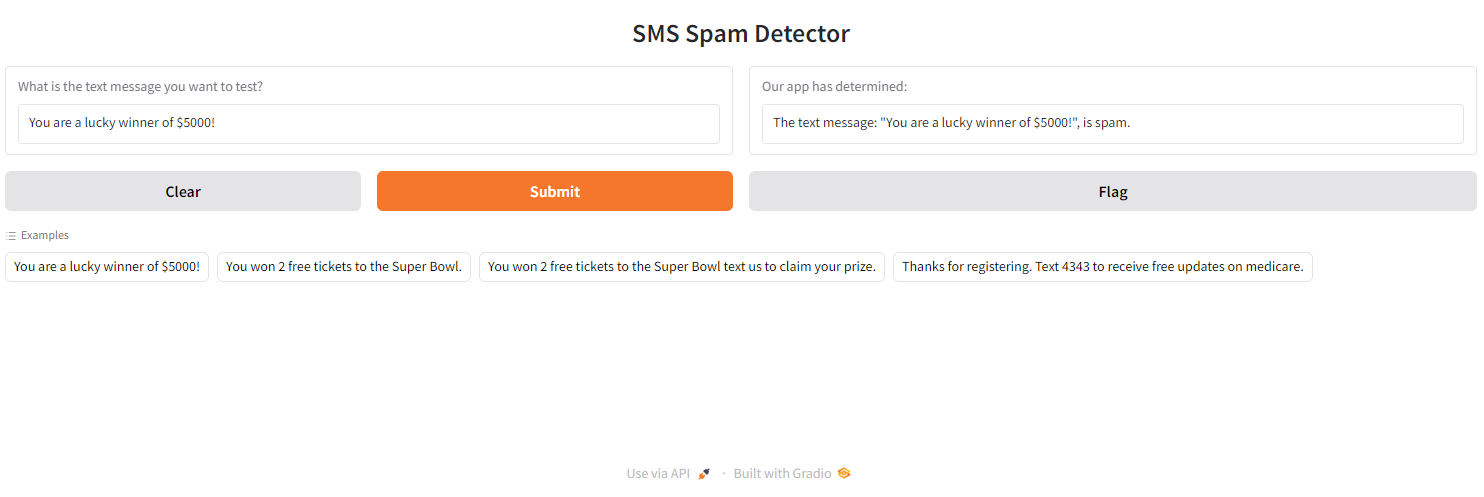 SMS Spam Detector
What is the text message you want to test?
You are a lucky winner of $5000!
Our app has determined:
The text message: "You are a lucky winner of $5000!", is spam.
Clear
Submit
Flag
Examples
You are a lucky winner of $5000!
You won 2 free tickets to the Super Bowl.
You won 2 free tickets to the Super Bowl text us to claim your prize.
Thanks for registering. Text 4343 to receive free updates on medicare.
Use via API · Built with Gradio